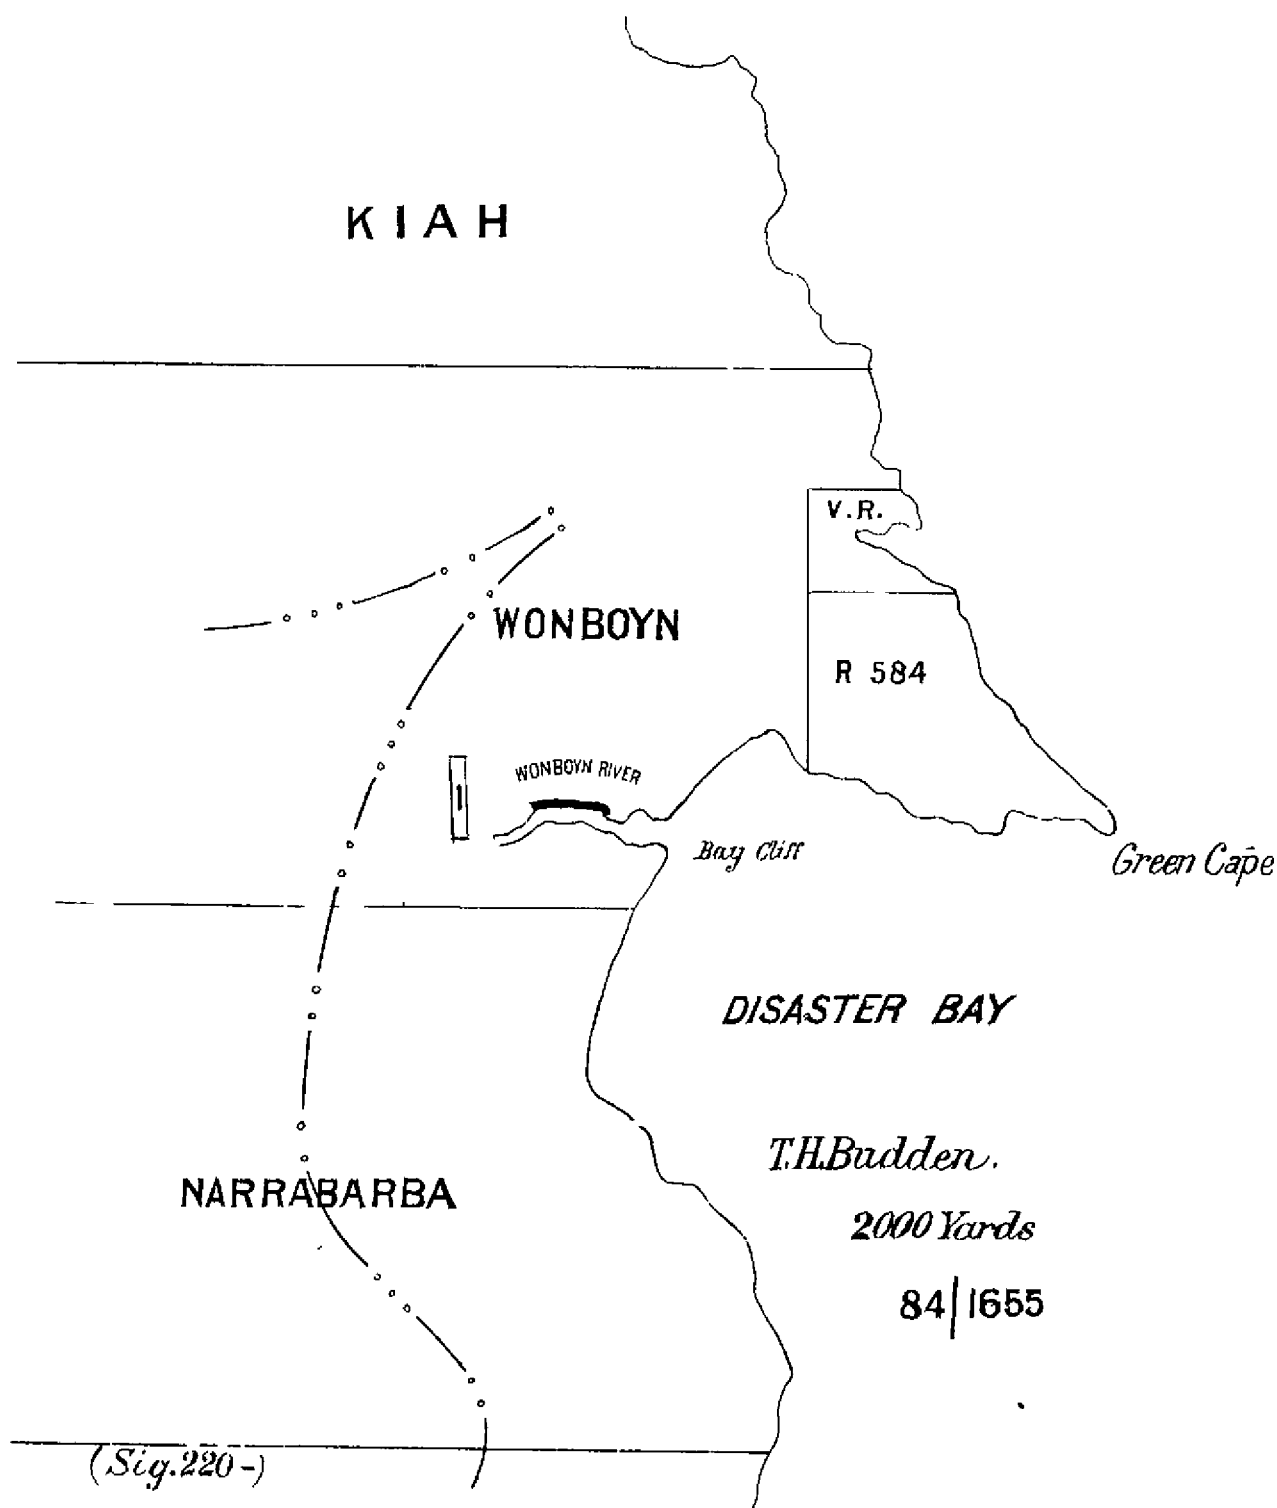 KIAH
V.R.
WONBOYN
R 584
WONBOYN RIVER
Bay Cliff
Green Cape
DISASTER BAY
T.H.Budden.
2000 Yards
NARRABARBA
84|1655
(Sig.220-)